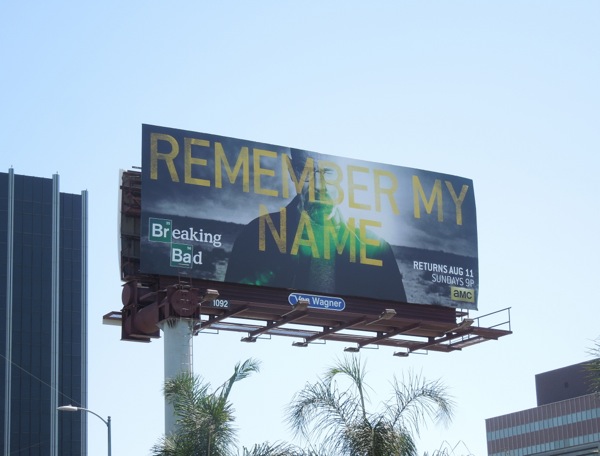 REMEMBER MY
NAME
Breaking
Bad
RETURNS AUG 11
SUNDAYS 9P
amc
1092
Van Wagner